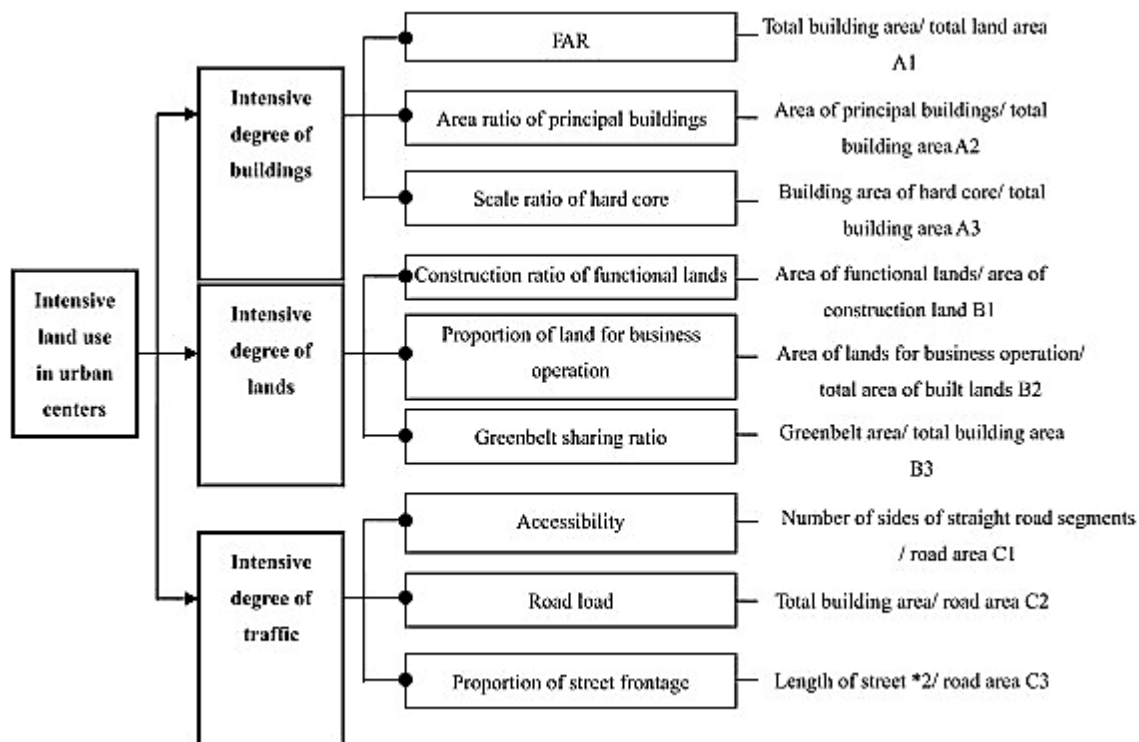 Intensive
land use
in urban
centers
Intensive
degree of
buildings
FAR
Total building area/ total land area
A1
Area ratio of principal buildings
Area of principal buildings/ total
building area A2
Scale ratio of hard core
Building area of hard core/ total
building area A3
Intensive
degree of
lands
Construction ratio of functional lands
Area of functional lands/ area of
construction land B1
Proportion of land for business
operation
Area of lands for business operation/
total area of built lands B2
Greenbelt sharing ratio
Greenbelt area/ total building area
B3
Intensive
degree of
traffic
Accessibility
Number of sides of straight road segments
/ road area C1
Road load
Total building area/ road area C2
Proportion of street frontage
Length of street *2/ road area C3